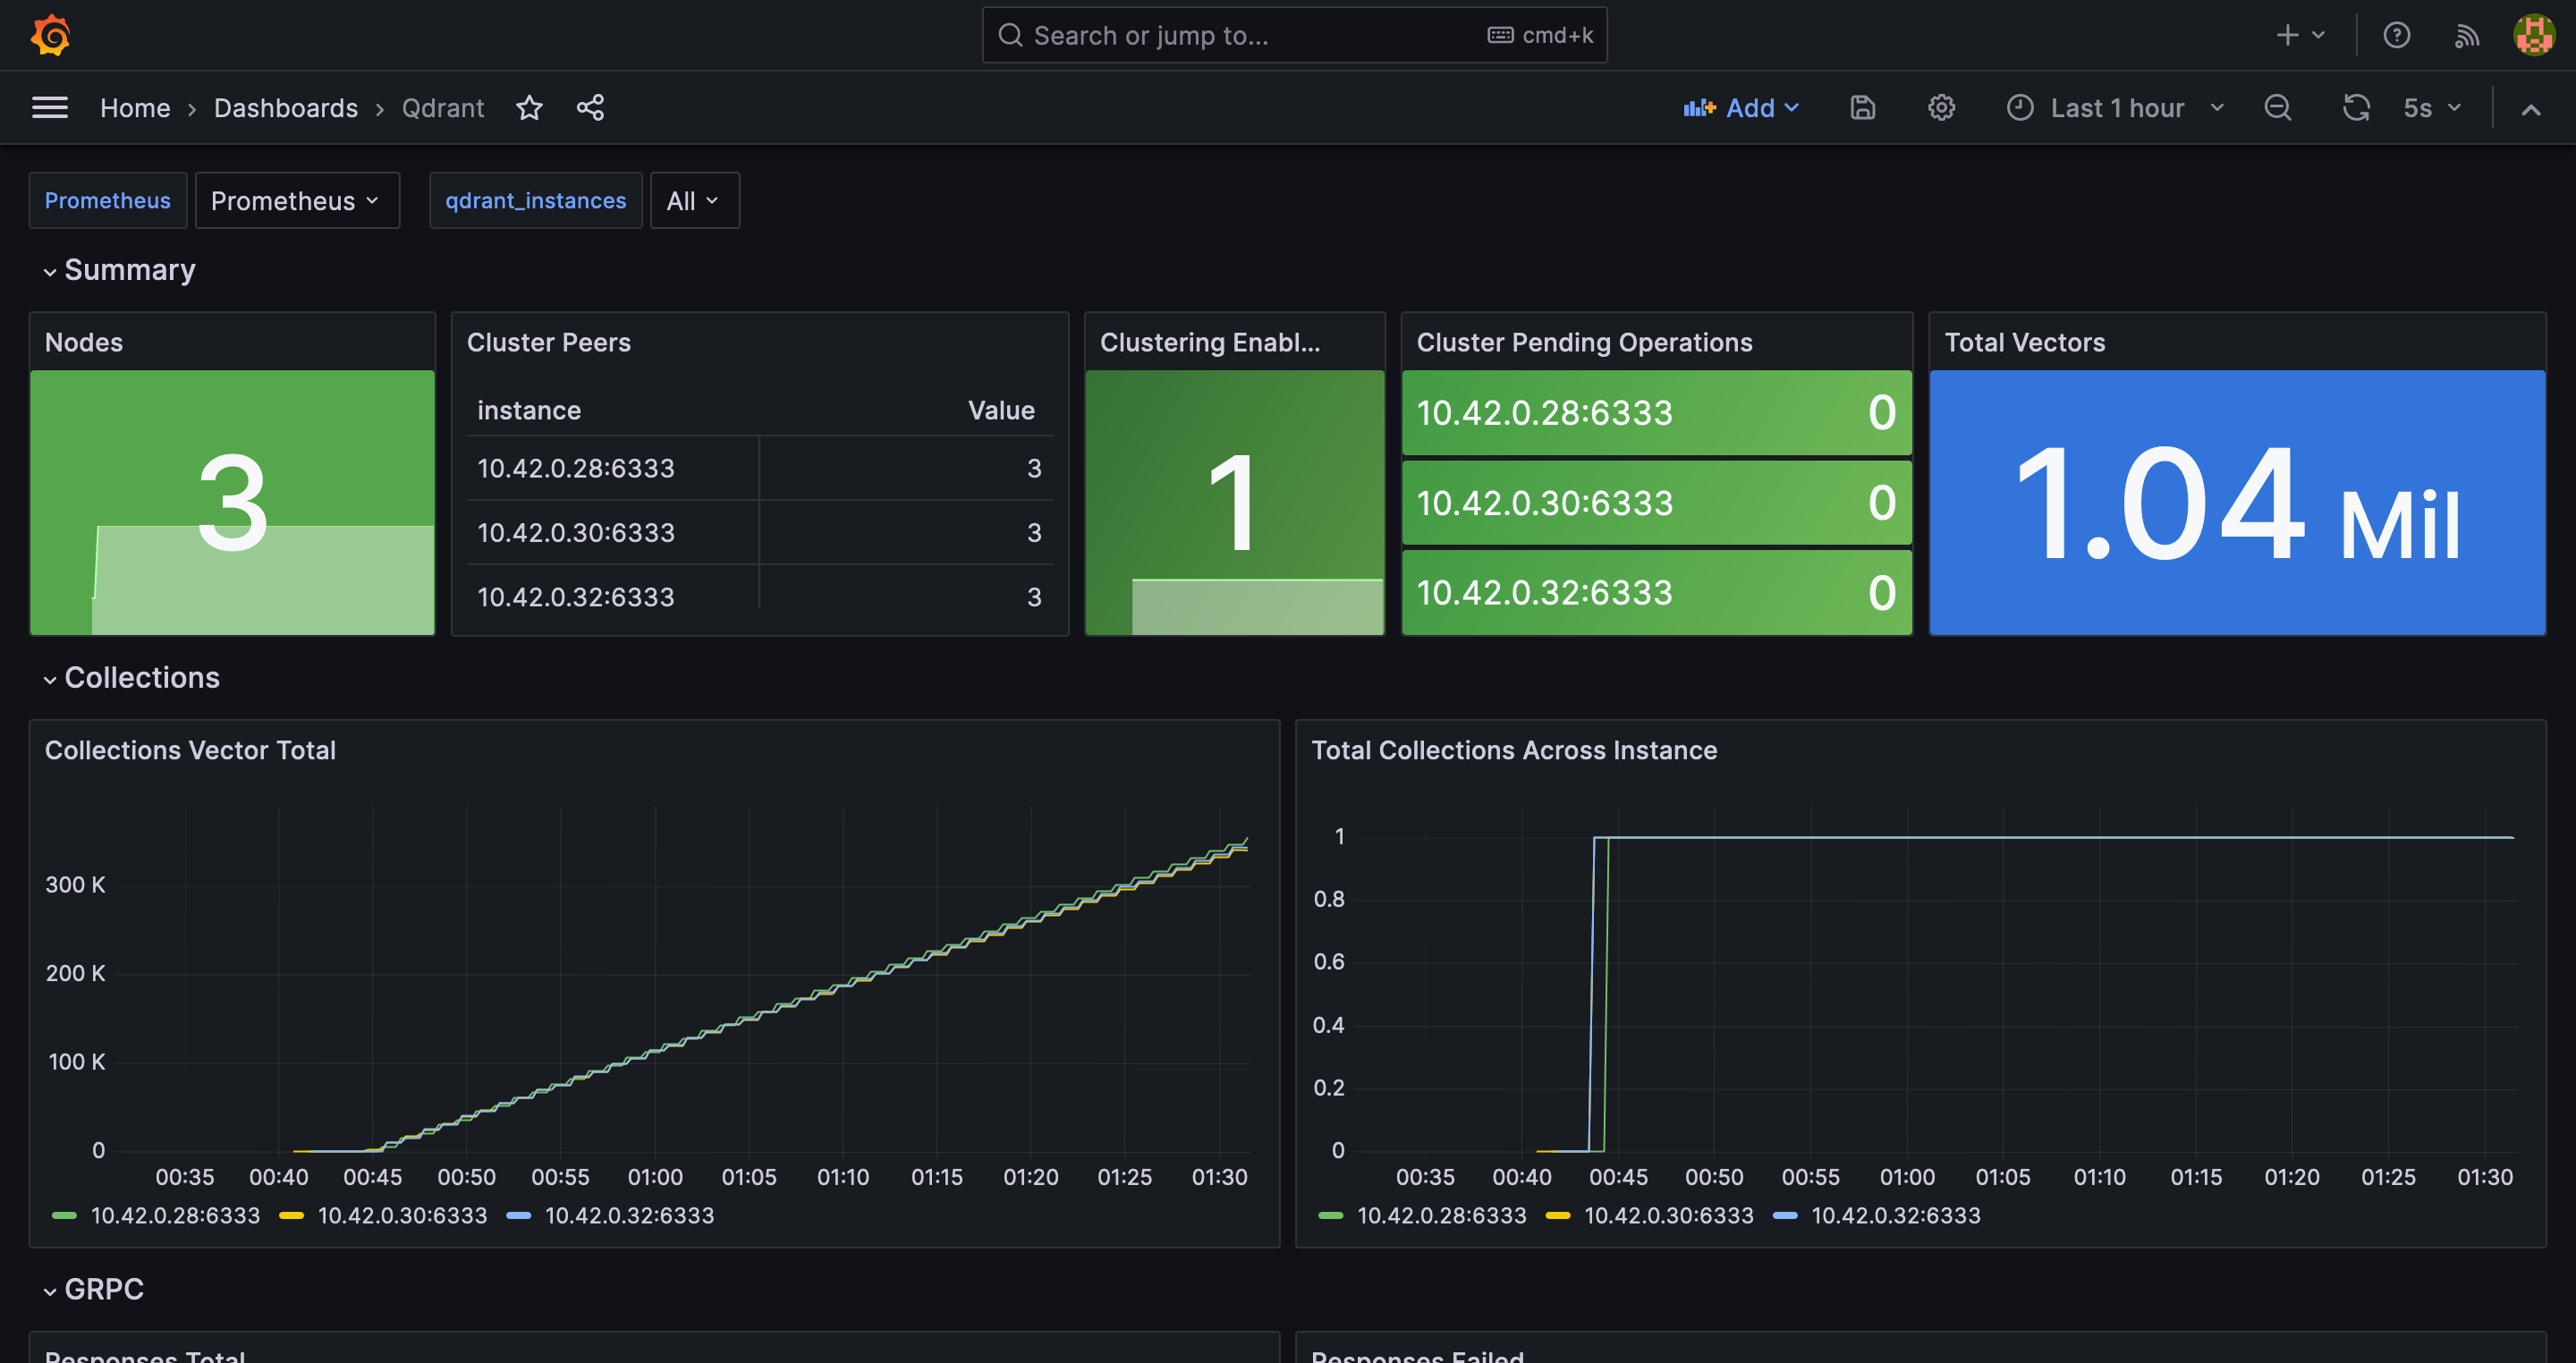 Search or jump to... cmd+k
Home › Dashboards › Qdrant Add Last 1 hour 5s
Prometheus Prometheus qdrant_instances All
Summary
Nodes
3
Cluster Peers
instance Value
10.42.0.28:6333 3
10.42.0.30:6333 3
10.42.0.32:6333 3
Clustering Enabl...
1
Cluster Pending Operations
10.42.0.28:6333 0
10.42.0.30:6333 0
10.42.0.32:6333 0
Total Vectors
1.04 Mil
Collections
Collections Vector Total
300 K
200 K
100 K
0
00:35 00:40 00:45 00:50 00:55 01:00 01:05 01:10 01:15 01:20 01:25 01:30
10.42.0.28:6333 10.42.0.30:6333 10.42.0.32:6333
Total Collections Across Instance
1
0.8
0.6
0.4
0.2
0
00:35 00:40 00:45 00:50 00:55 01:00 01:05 01:10 01:15 01:20 01:25 01:30
10.42.0.28:6333 10.42.0.30:6333 10.42.0.32:6333
GRPC
Responses Total
Responses Failed